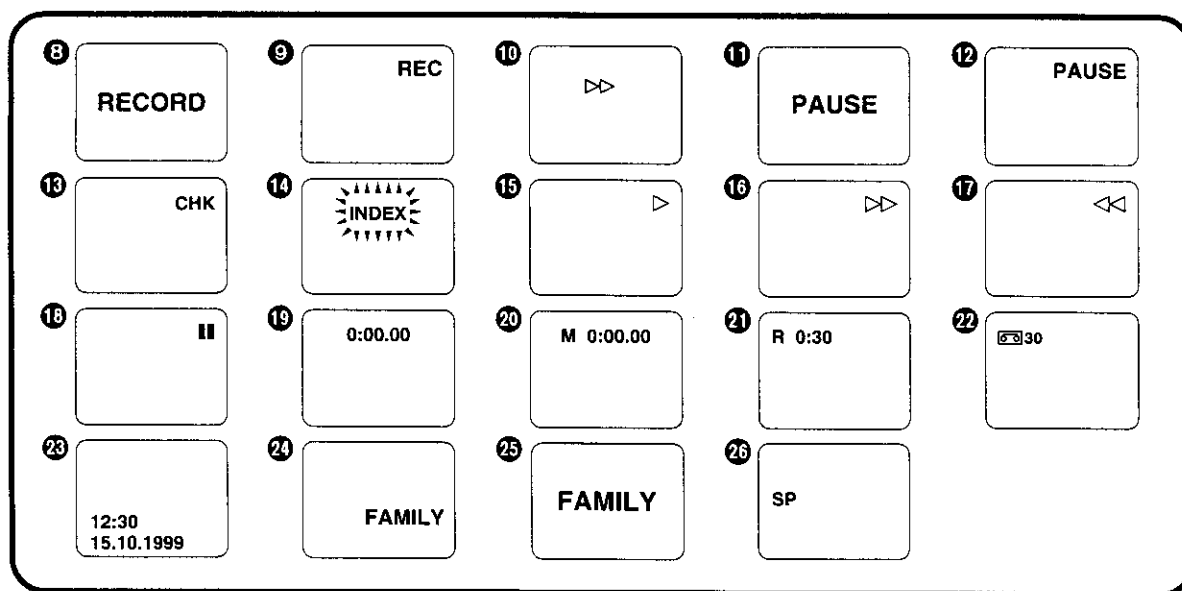 8 RECORD
9 REC
10 ▷▷
11 PAUSE
12 PAUSE
13 CHK
14 INDEX
15 ▷
16 ▷▷
17 ◁◁
18 ▮▮
19 0:00.00
20 M 0:00.00
21 R 0:30
22 30
23 12:30
15.10.1999
24 FAMILY
25 FAMILY
26 SP